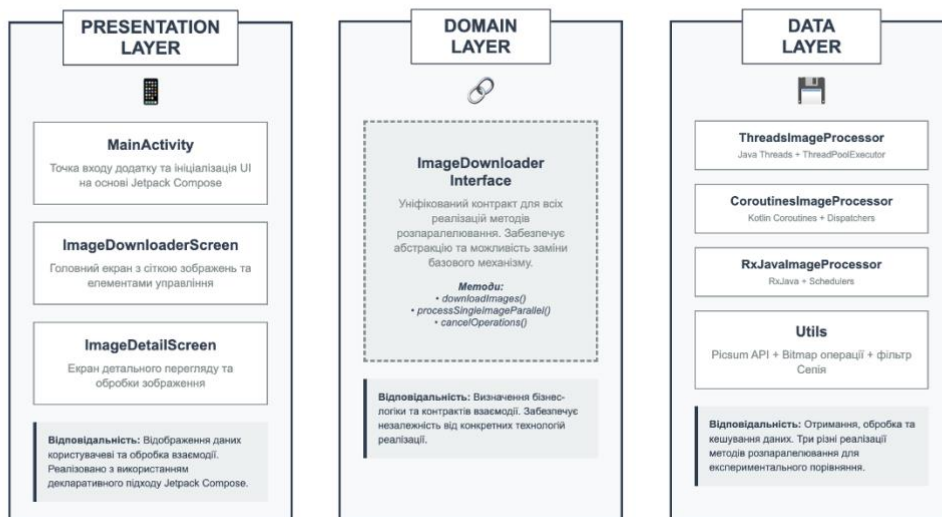 PRESENTATION
LAYER
MainActivity
Точка входу додатку та ініціалізація UI
на основі Jetpack Compose
ImageDownloaderScreen
Головний екран з сіткою зображень та
елементами управління
ImageDetailScreen
Екран детального перегляду та
обробки зображення
Відповідальність: Відображення даних
користувачеві та обробка взаємодії.
Реалізовано з використанням
декларативного підходу Jetpack Compose.
DOMAIN
LAYER
ImageDownloader
Interface
Уніфікований контракт для всіх
реалізацій методів
розпаралелювання. Забезпечує
абстракцію та можливість заміни
базового механізму.
Методи:
• downloadImages()
• processSingleImageParallel()
• cancelOperations()
Відповідальність: Визначення бізнес-
логіки та контрактів взаємодії. Забезпечує
незалежність від конкретних технологій
реалізації.
DATA
LAYER
ThreadsImageProcessor
Java Threads + ThreadPoolExecutor
CoroutinesImageProcessor
Kotlin Coroutines + Dispatchers
RxJavaImageProcessor
RxJava + Schedulers
Utils
Picsum API + Bitmap операції + фільтр
Сепія
Відповідальність: Отримання, обробка та
кешування даних. Три різні реалізації
методів розпаралелювання для
експериментального порівняння.